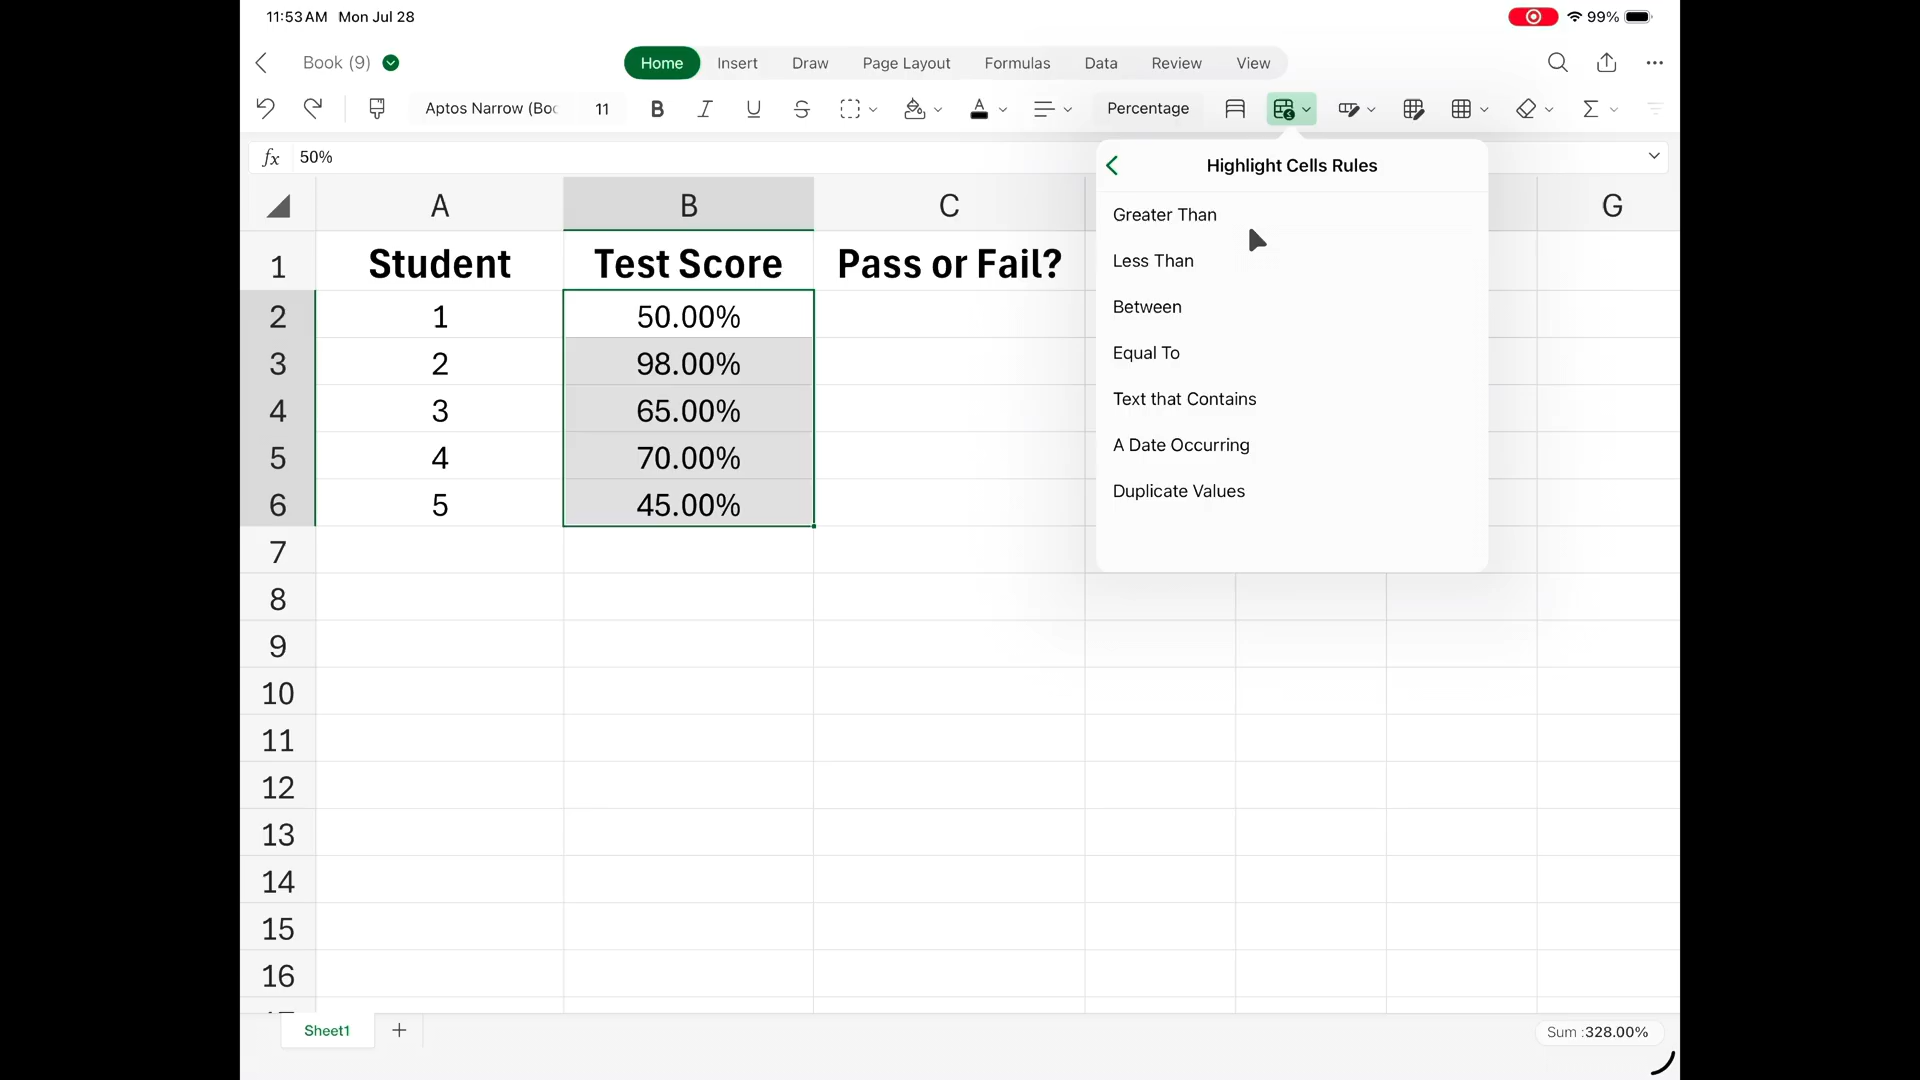 11:53 AM Mon Jul 28
99%
Book (9)
Home Insert Draw Page Layout Formulas Data Review View
Aptos Narrow (Boc 11 B I U S A Percentage Σ
fx 50%
Highlight Cells Rules
Greater Than
Less Than
Between
Equal To
Text that Contains
A Date Occurring
Duplicate Values
A B C G
1 Student Test Score Pass or Fail?
2 1 50.00%
3 2 98.00%
4 3 65.00%
5 4 70.00%
6 5 45.00%
7
8
9
10
11
12
13
14
15
16
Sheet1 +
Sum :328.00%